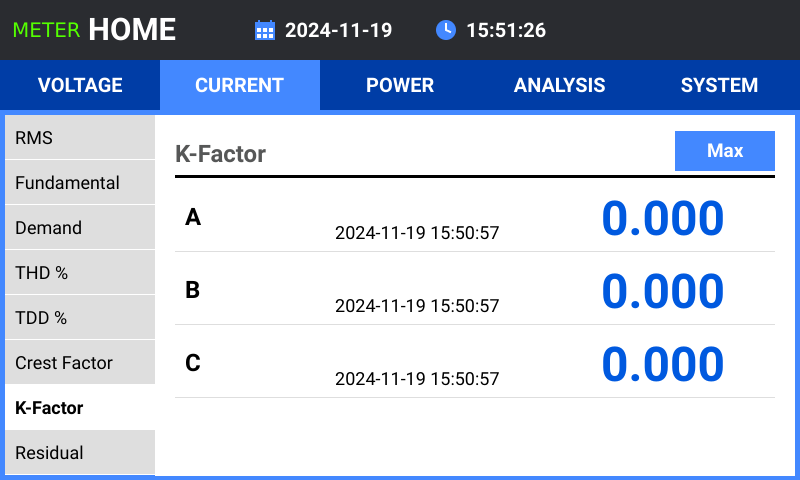 METER HOME 2024-11-19 15:51:26
VOLTAGE CURRENT POWER ANALYSIS SYSTEM
RMS
Fundamental
Demand
THD %
TDD %
Crest Factor
K-Factor
Residual
K-Factor Max
A 2024-11-19 15:50:57 0.000
B 2024-11-19 15:50:57 0.000
C 2024-11-19 15:50:57 0.000